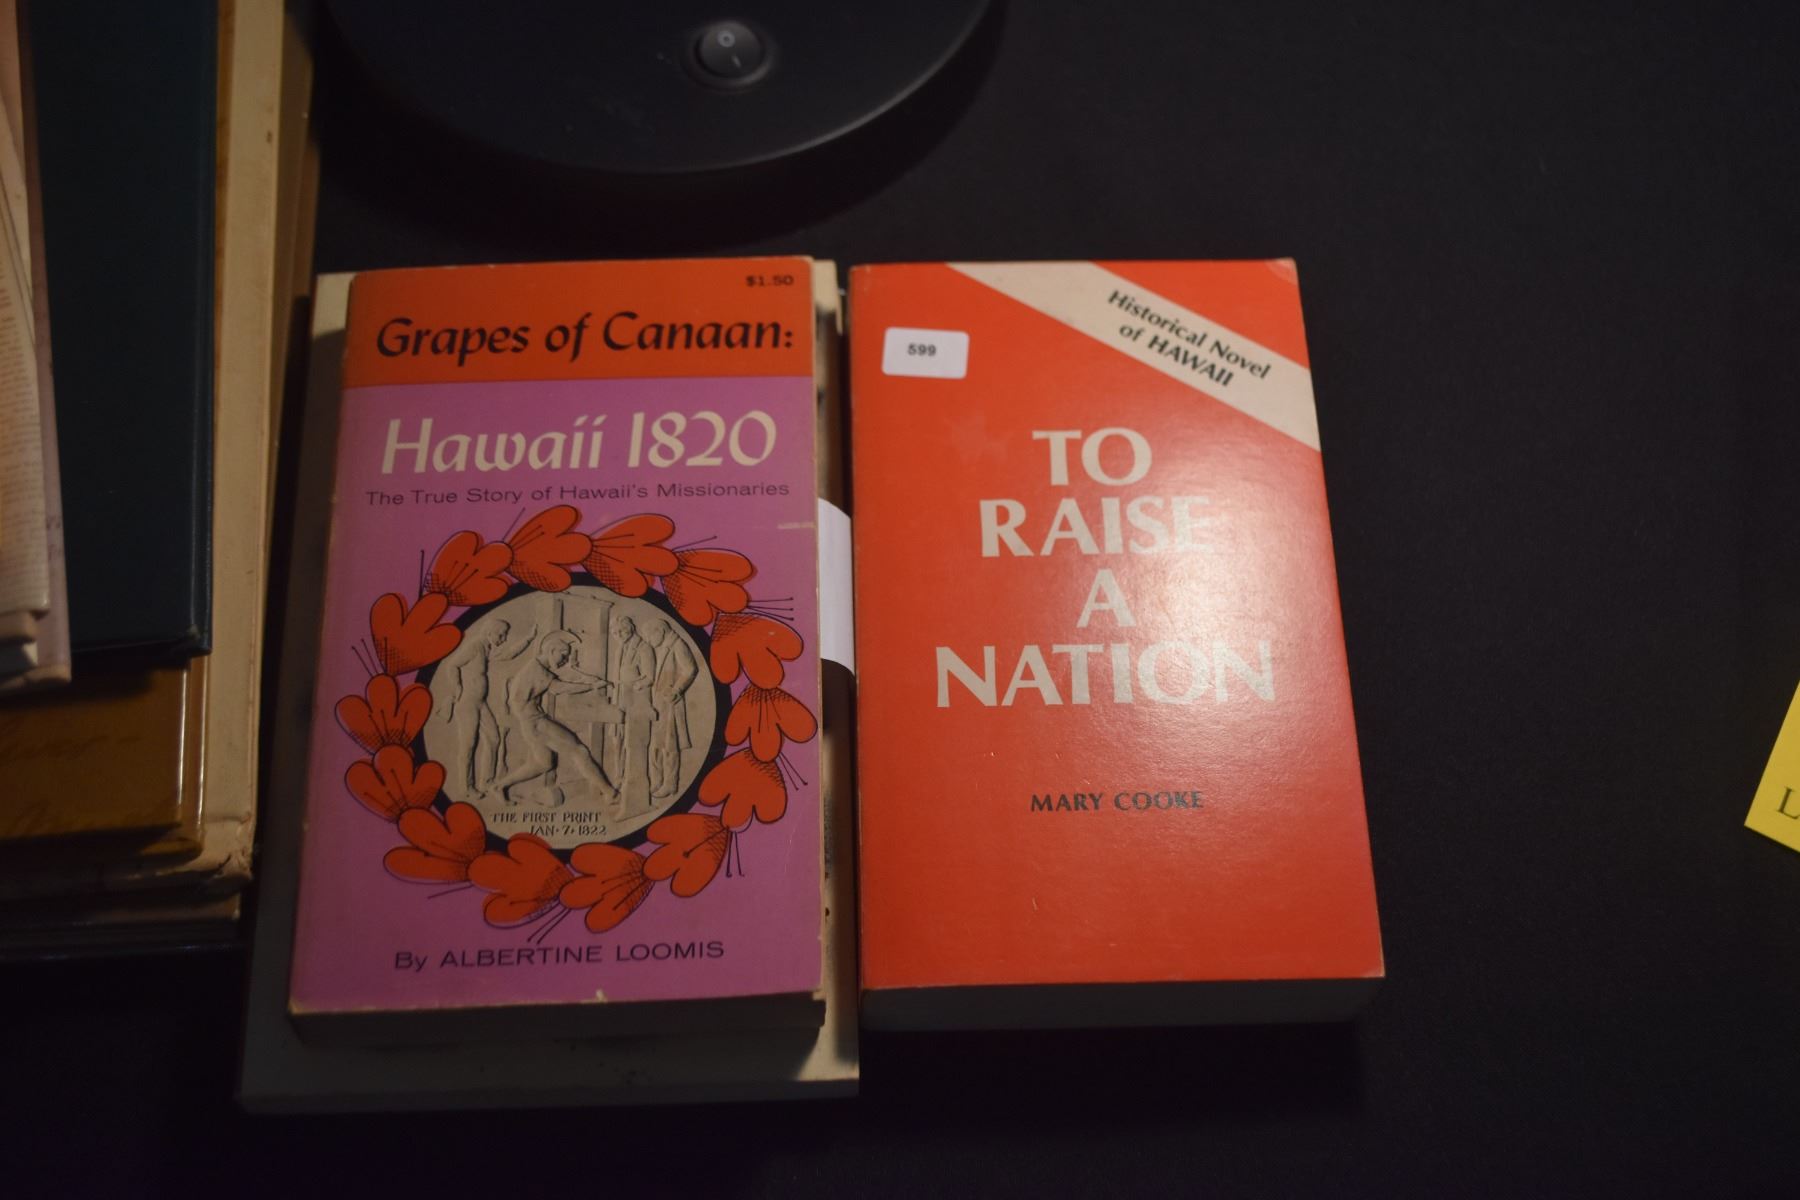 $1.50
Grapes of Canaan:
Hawaii 1820
The True Story of Hawaii's Missionaries
THE FIRST PRINT
JAN•7•1822
By ALBERTINE LOOMIS
Historical Novel
of HAWAII
599
TO
RAISE
A
NATION
MARY COOKE